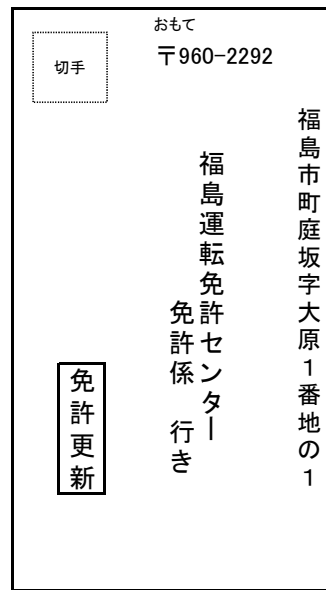 おもて
切手
〒960-2292
福島市町庭坂字大原1番地の1
福島運転免許センター
免許係 行き
免許更新